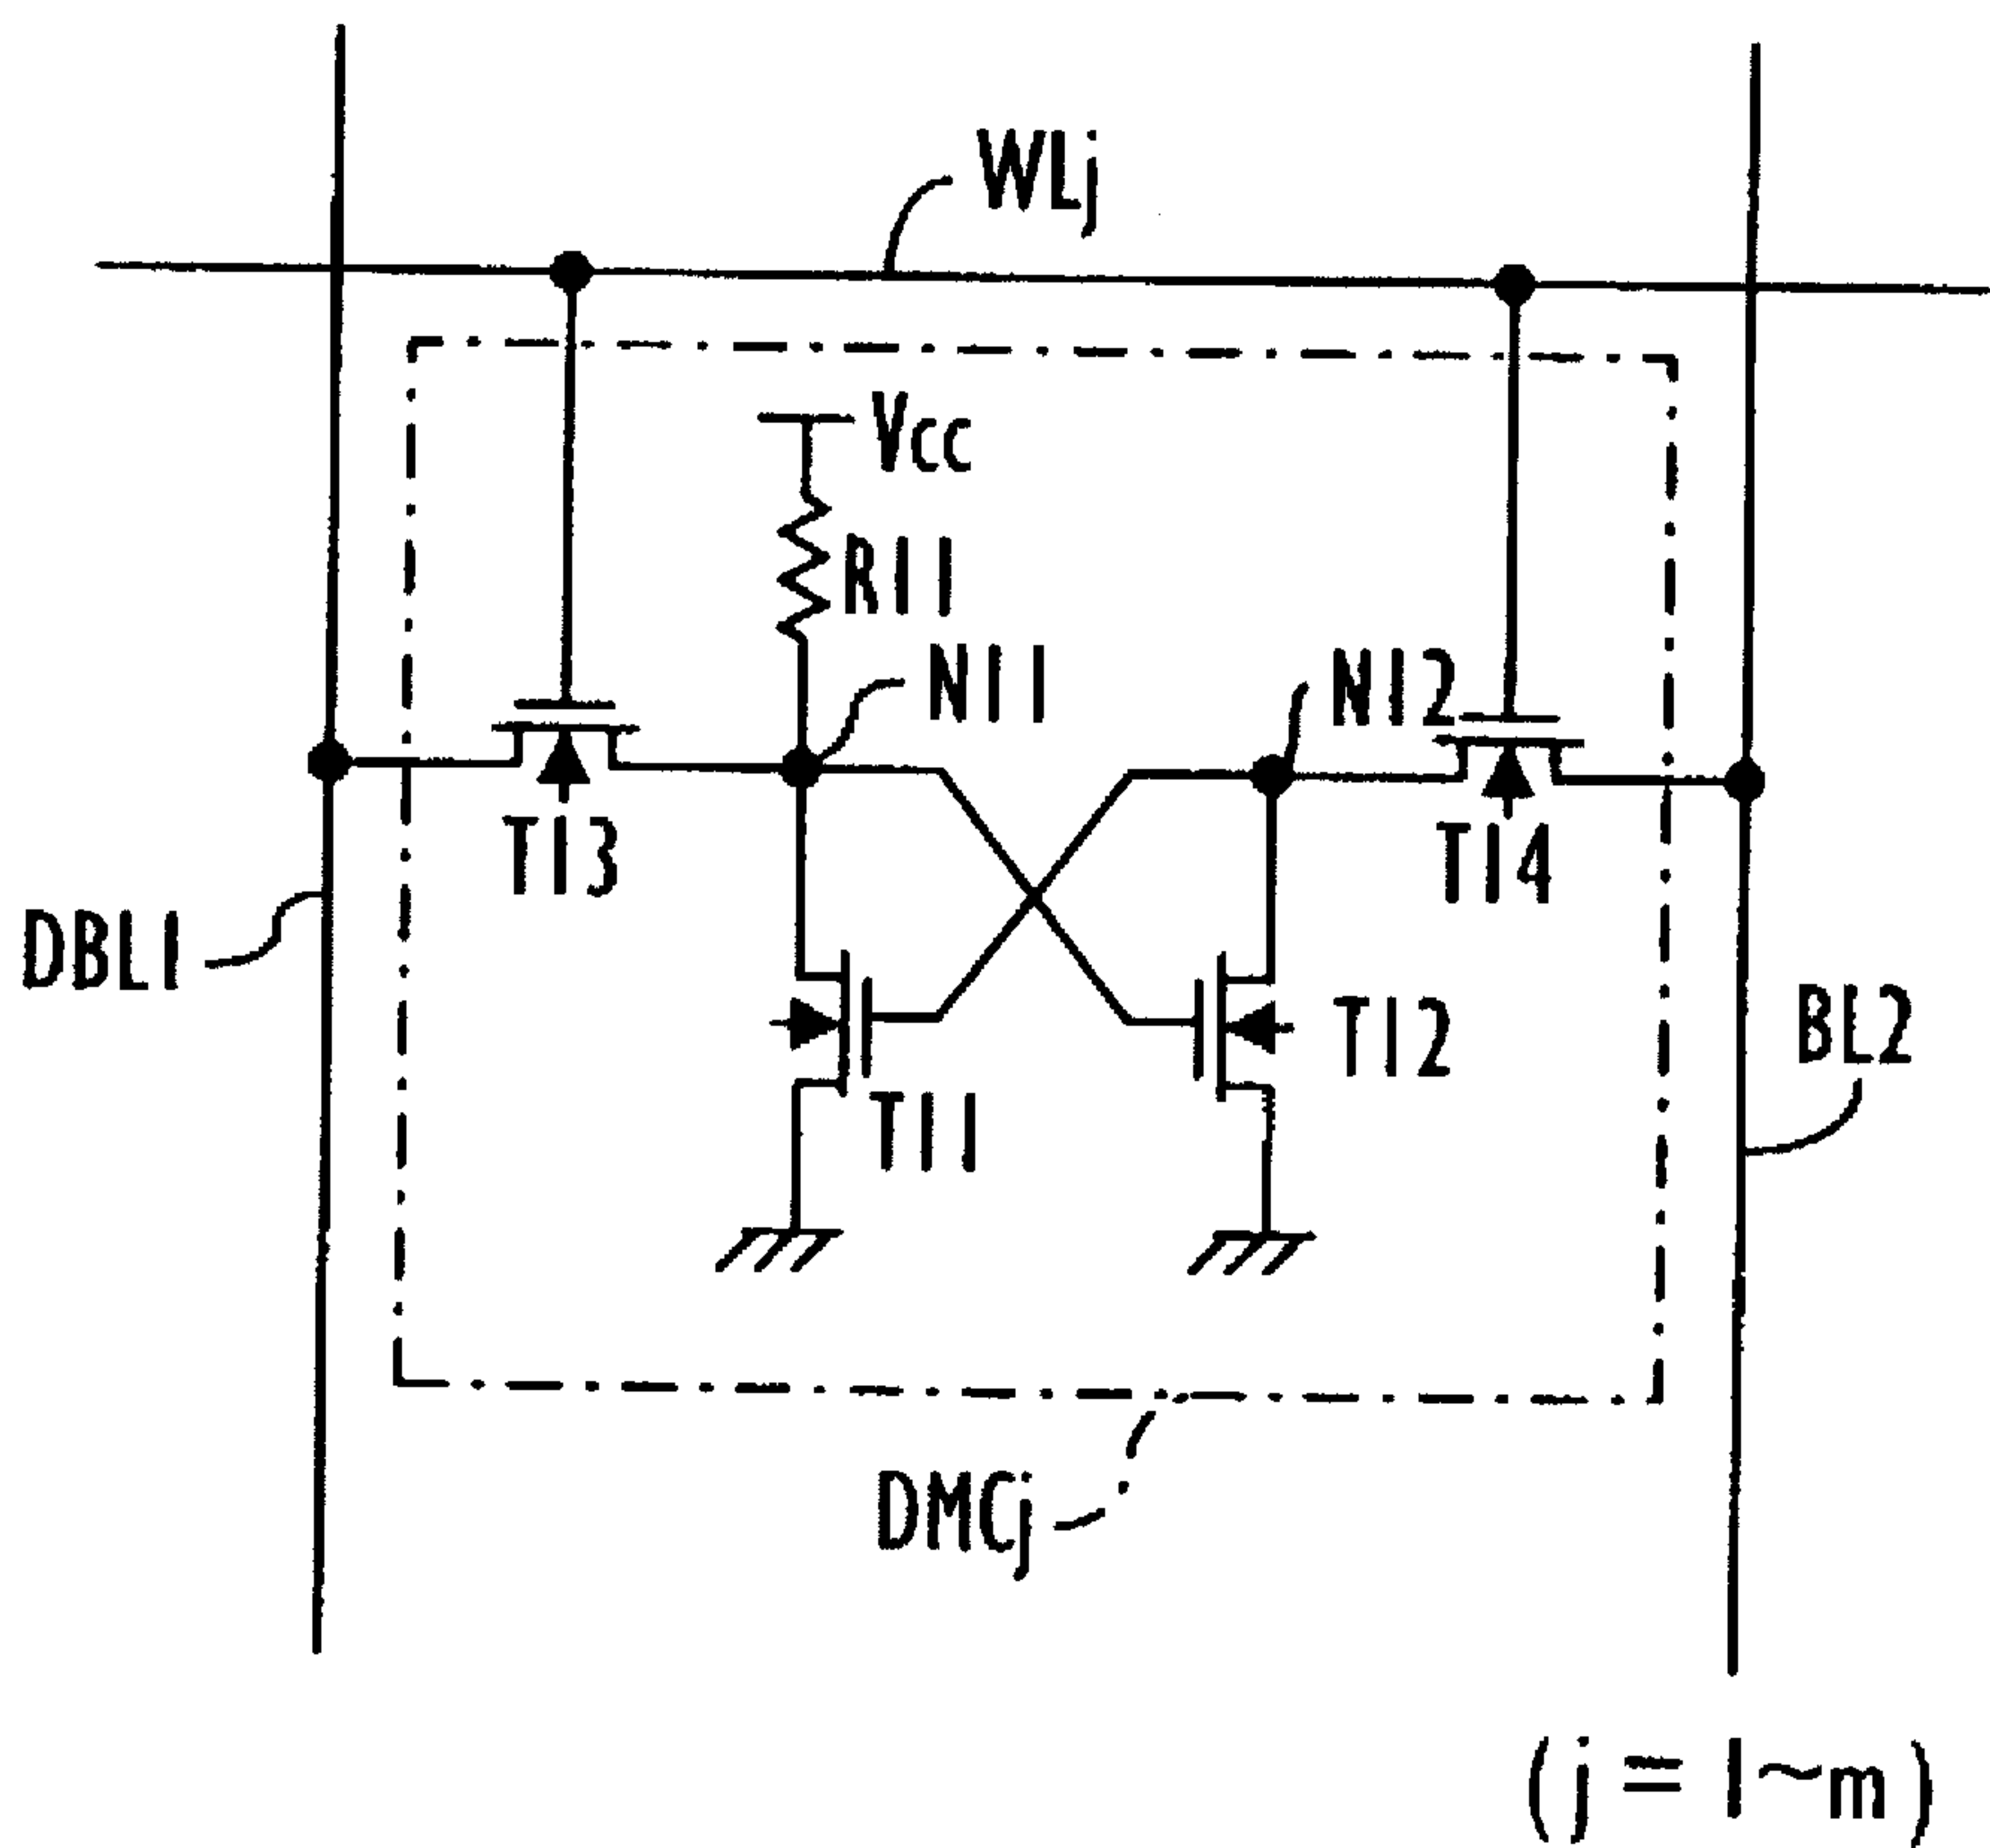 WLj
Vcc
R11
N11
N12
T13
T14
DBL1
T12
BL2
T11
DMCj
(j=1~m)